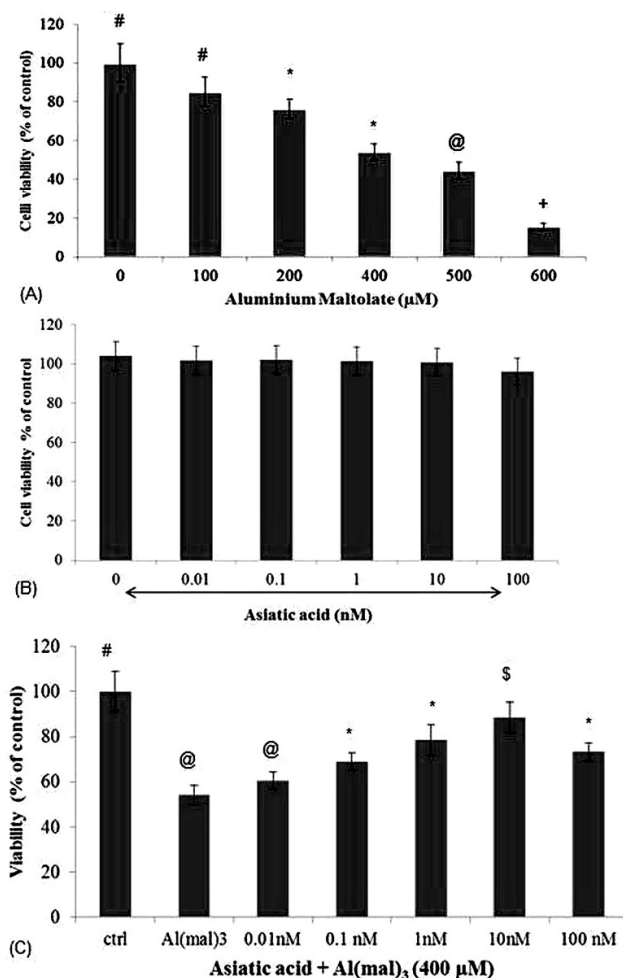 #
120
#
100
*
80
*
@
60
40
+
20
0
Cell viability (% of control)
0 100 200 400 500 600
(A)
Aluminium Maltolate (μM)
120
100
80
60
40
20
0
Cell viability % of control
0 0.01 0.1 1 10 100
(B)
Asiatic acid (nM)
120
#
$
100
*
*
*
80
@
@
60
40
20
0
Viability (% of control)
ctrl Al(mal)3 0.01nM 0.1 nM 1nM 10nM 100 nM
(C)
Asiatic acid + Al(mal)₃ (400 μM)